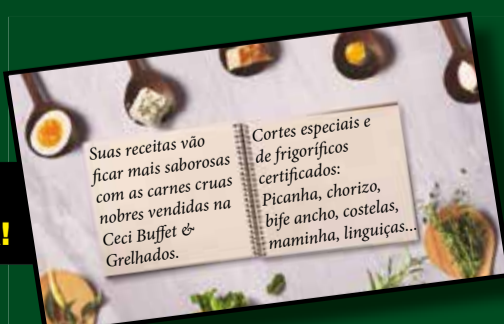 Suas receitas vão
ficar mais saborosas
com as carnes cruas
nobres vendidas na
Ceci Buffet &
Grelhados.
Cortes especiais e
de frigoríficos
certificados:
Picanha, chorizo,
bife ancho, costelas,
maminha, linguiças...
!